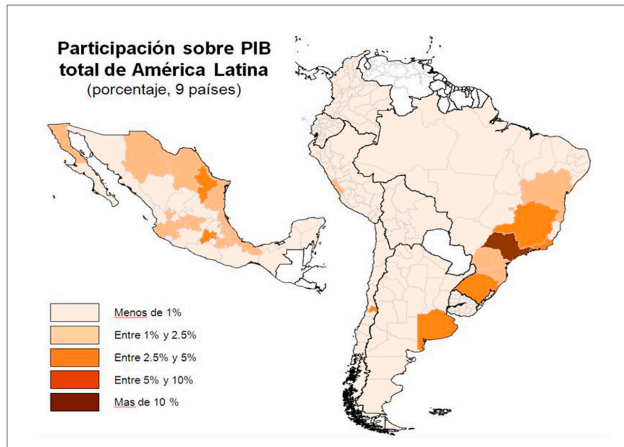 Participación sobre PIB
total de América Latina
(porcentaje, 9 países)
Menos de 1%
Entre 1% y 2.5%
Entre 2.5% y 5%
Entre 5% y 10%
Mas de 10 %